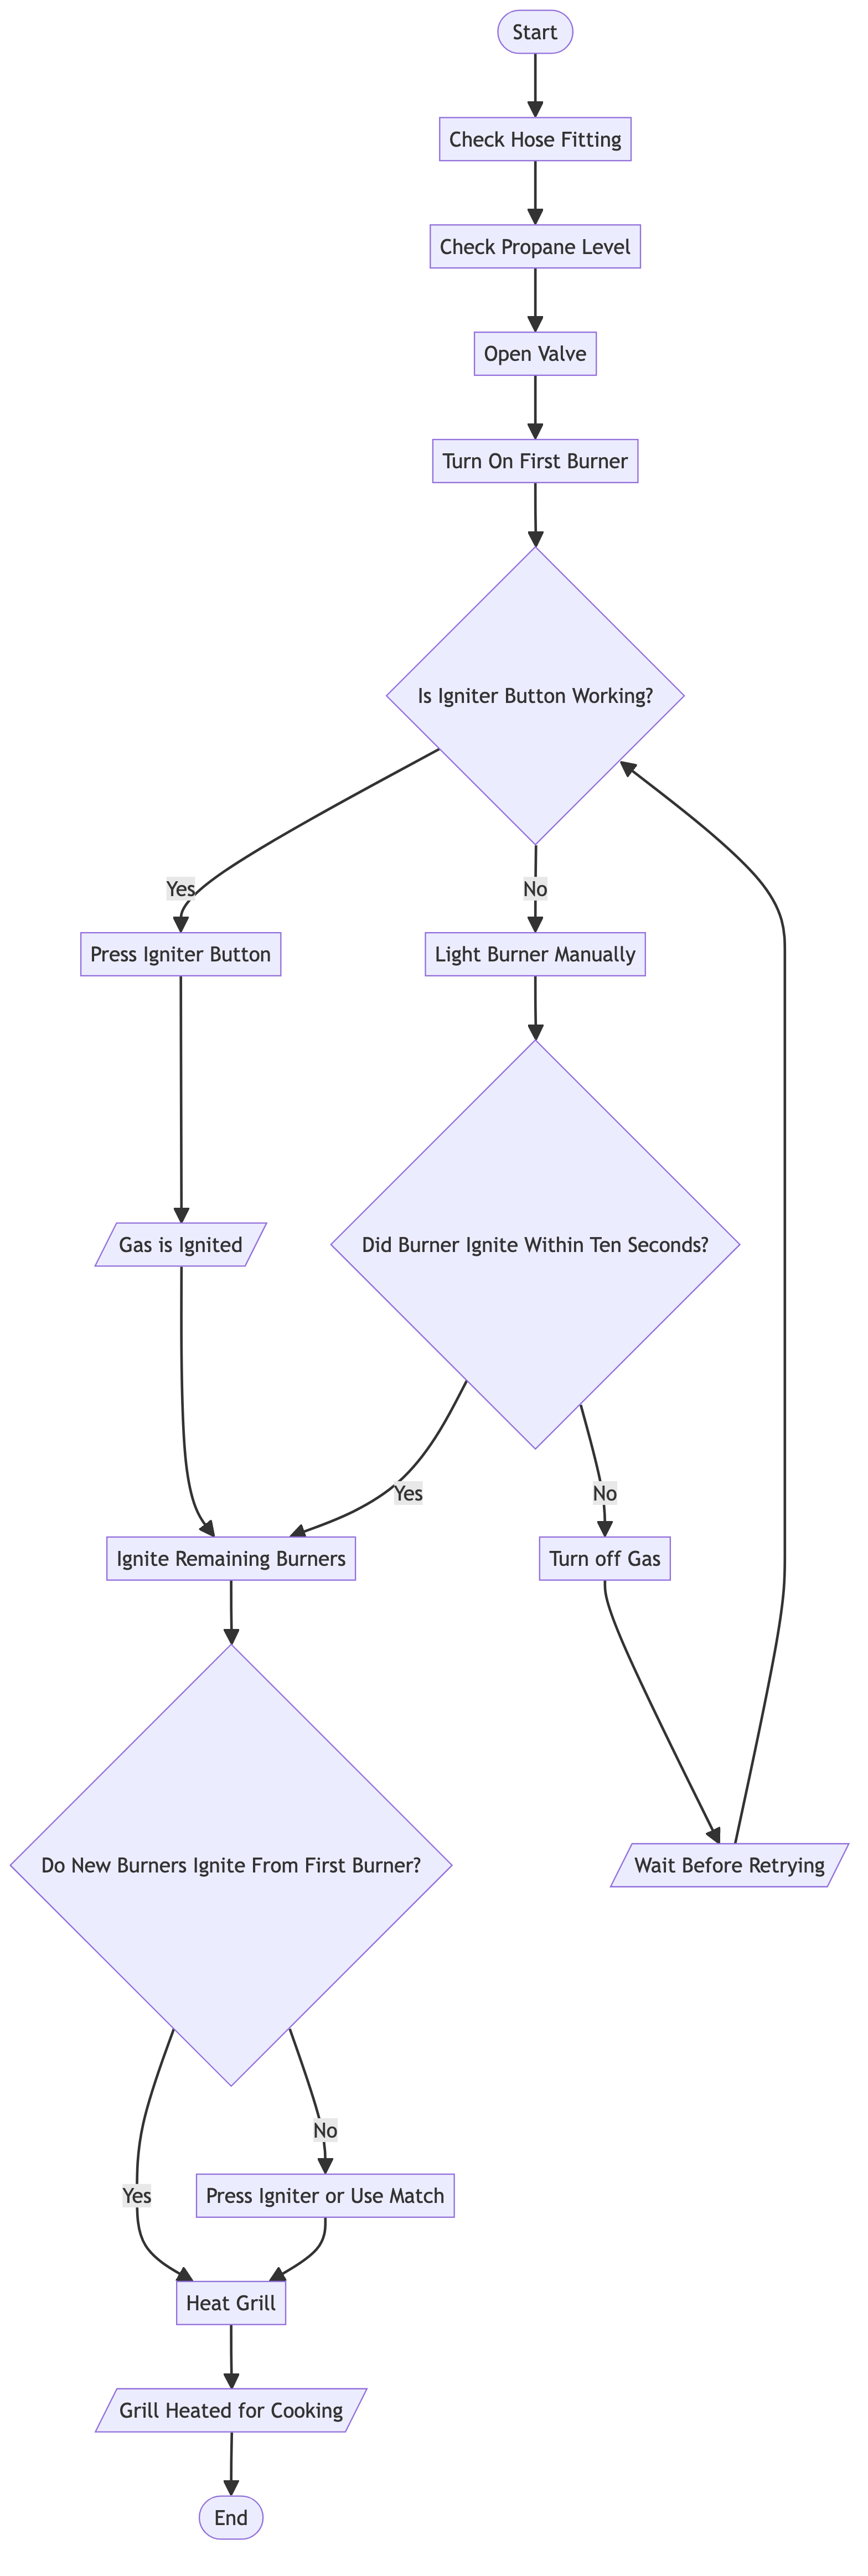 Start
Check Hose Fitting
Check Propane Level
Open Valve
Turn On First Burner
Is Igniter Button Working?
Yes
No
Press Igniter Button
Light Burner Manually
Gas is Ignited
Did Burner Ignite Within Ten Seconds?
Yes
No
Ignite Remaining Burners
Turn off Gas
Do New Burners Ignite From First Burner?
Wait Before Retrying
No
Yes
Press Igniter or Use Match
Heat Grill
Grill Heated for Cooking
End